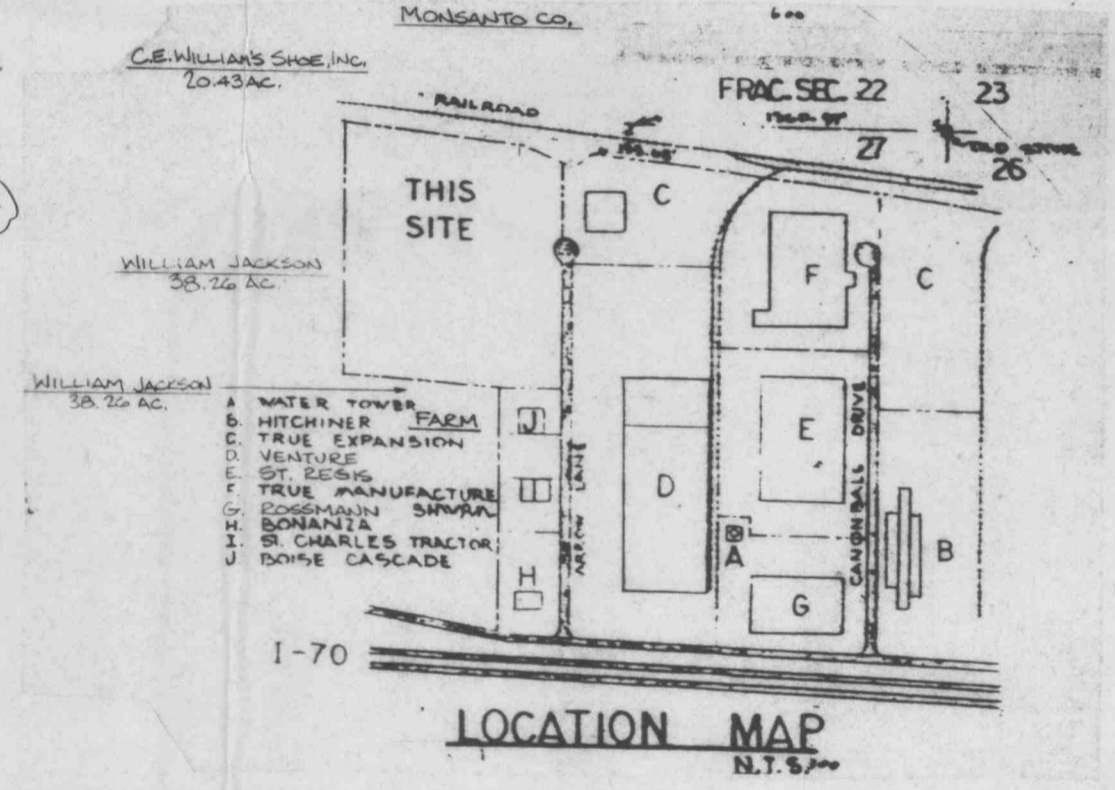 MONSANTO CO.
600
C.E. WILLIAM'S SHOE, INC.
20.43 AC.
RAILROAD
FRAC. SEC. 22
23
27
26
THIS
SITE
C
WILLIAM JACKSON
38.26 AC.
F
C
WILLIAM JACKSON
38.26 AC.
FARM
A WATER TOWER
B. HITCHINER
C. TRUE EXPANSION
D. VENTURE
E ST. REGIS
F TRUE MANUFACTURE
G. ROSSMANN
H. BONANZA
I. ST. CHARLES TRACTOR
J BOISE CASCADE
J
I
H
ARROW LANE
D
E
CANONBALL DRIVE
A
B
G
I-70
LOCATION MAP
N.T.S.